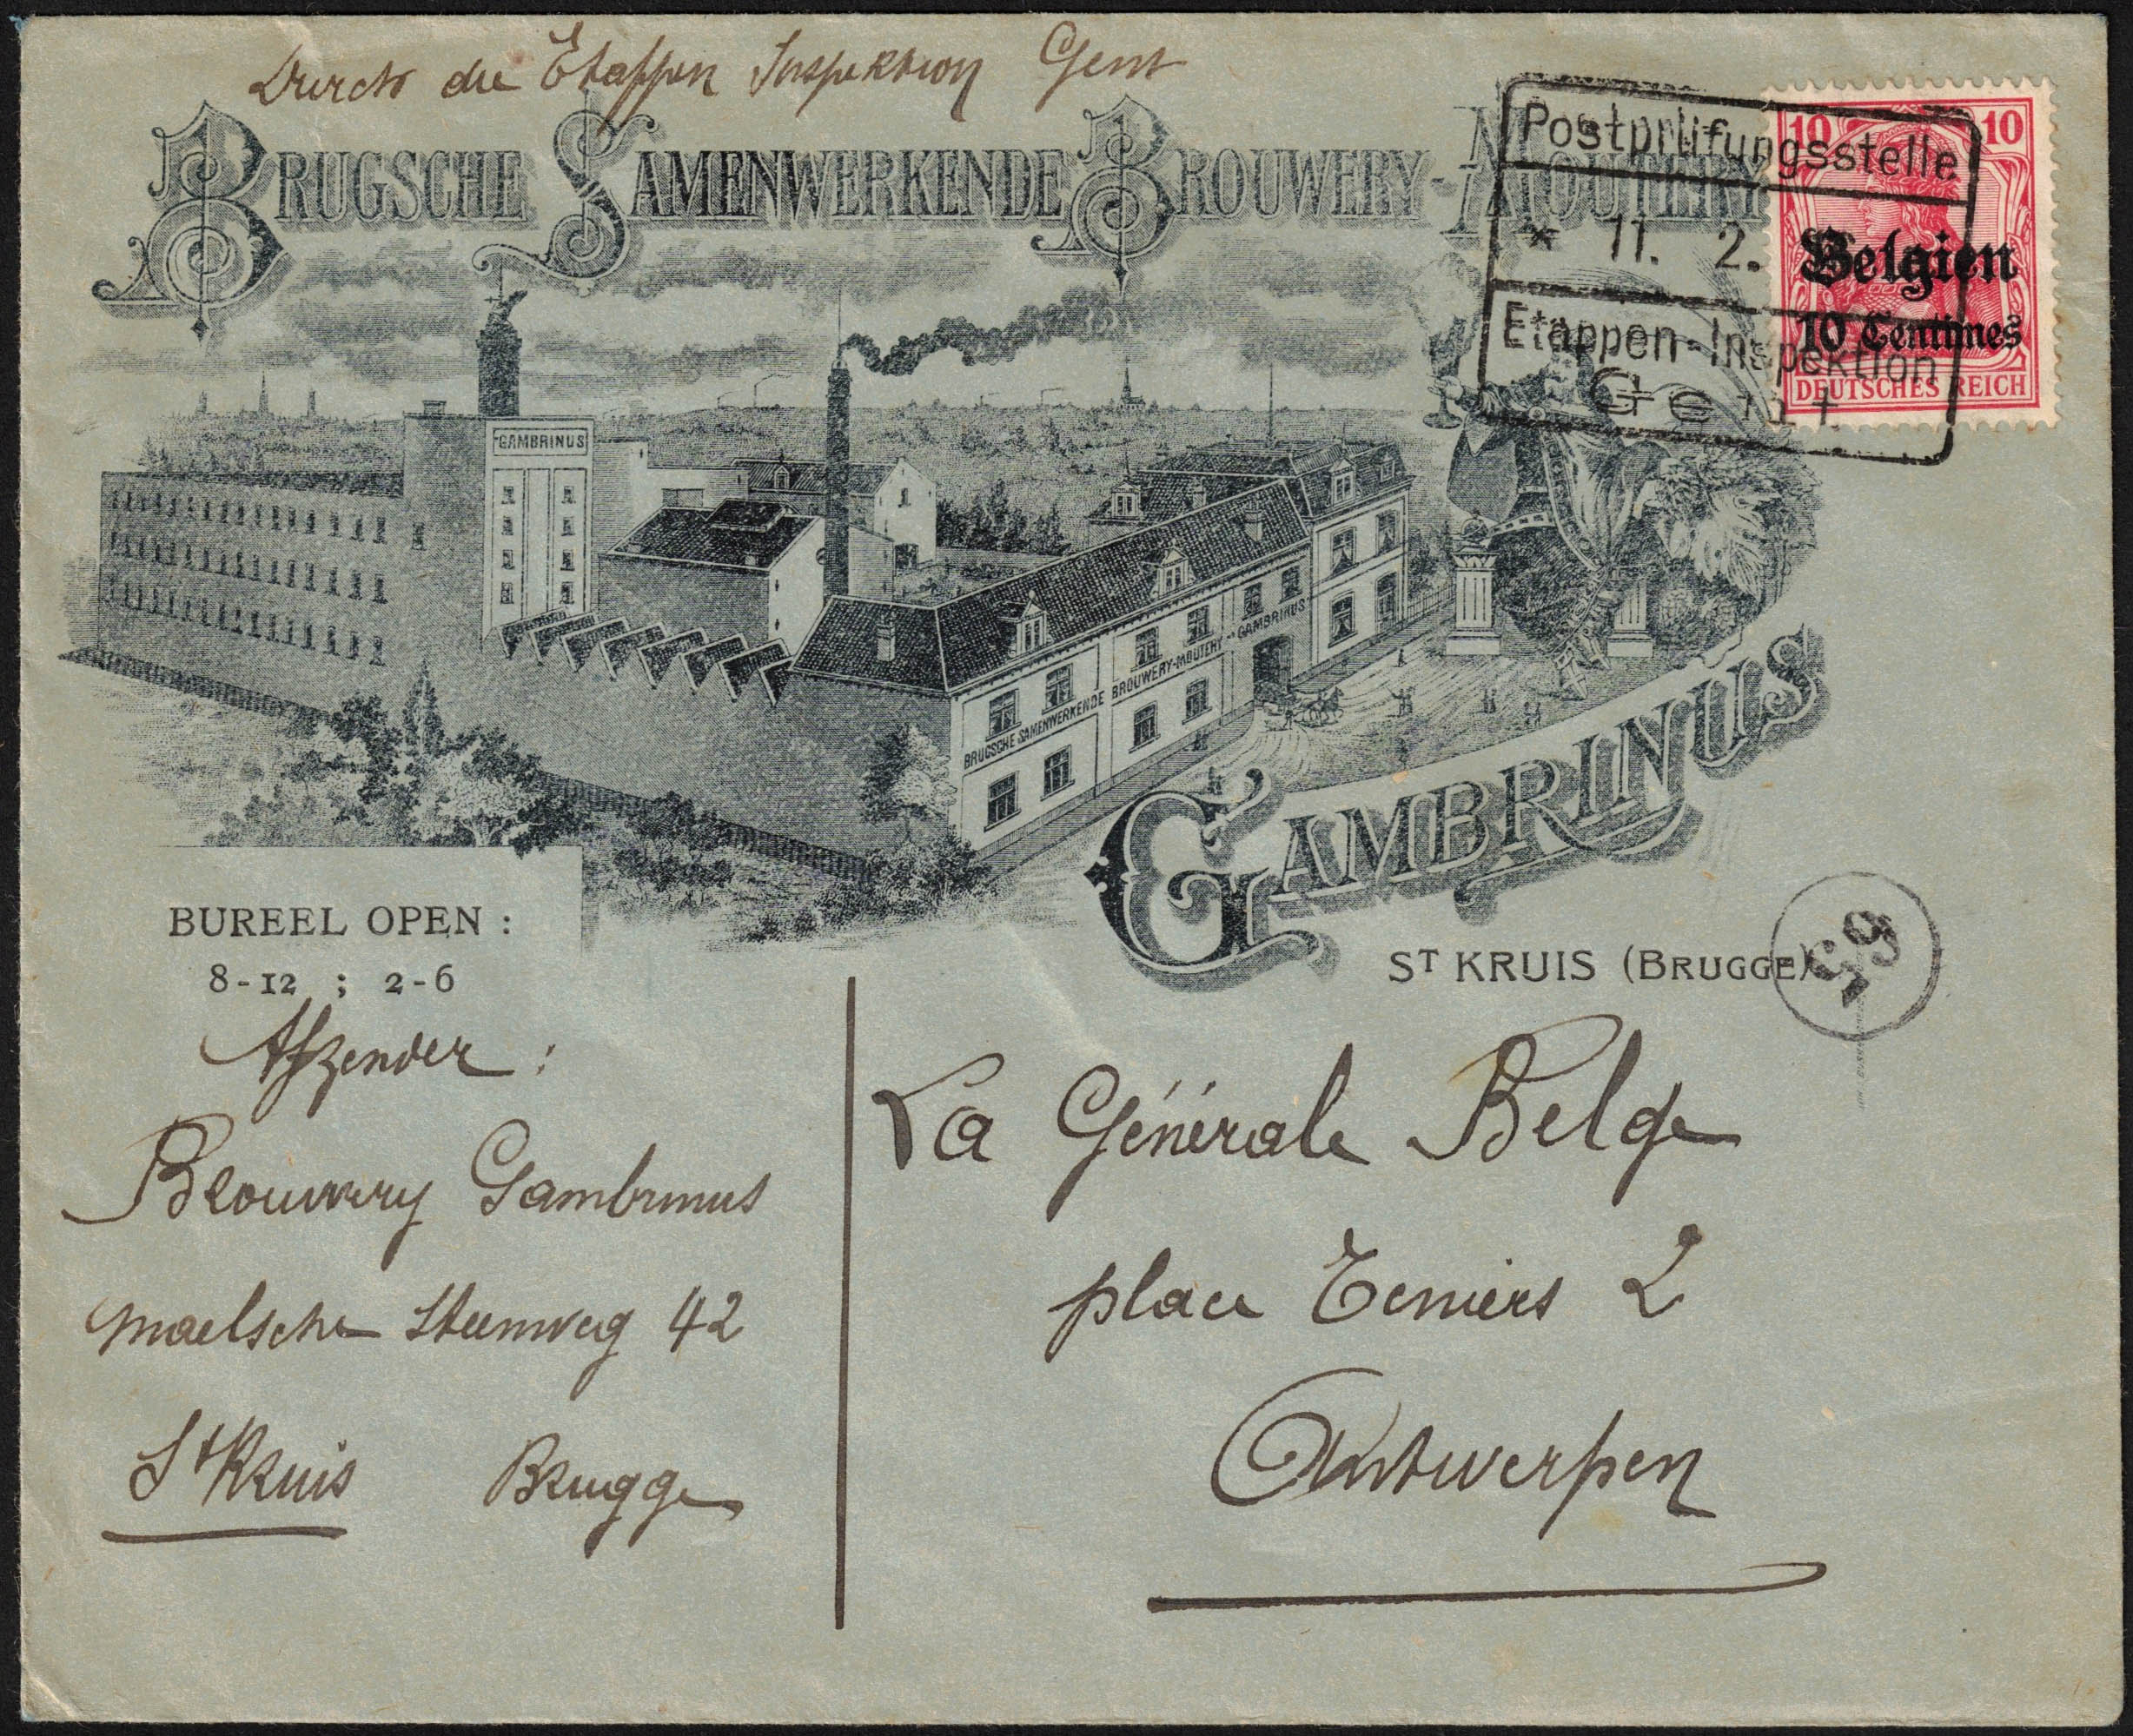 Durch die Etappen Inspektion Gent
BRUGSCHE SAMENWERKENDE BROUWERY-MOUTERY
Postprüfungsstelle
* 11. 2.
Etappen-Inspektion
Gent
10 10
Belgien
10 Centimes
DEUTSCHES REICH
GAMBRINUS
BRUGSCHE SAMENWERKENDE BROUWERY-MOUTERY - GAMBRINUS
GAMBRINUS
BUREEL OPEN :
8-12 ; 2-6
ST KRUIS (BRUGGE)
Afzender :
Brouwery Gambrinus
Maelsche Steenweg 42
St Kruis Brugge
La Générale Belge
place Teniers 2
Antwerpen